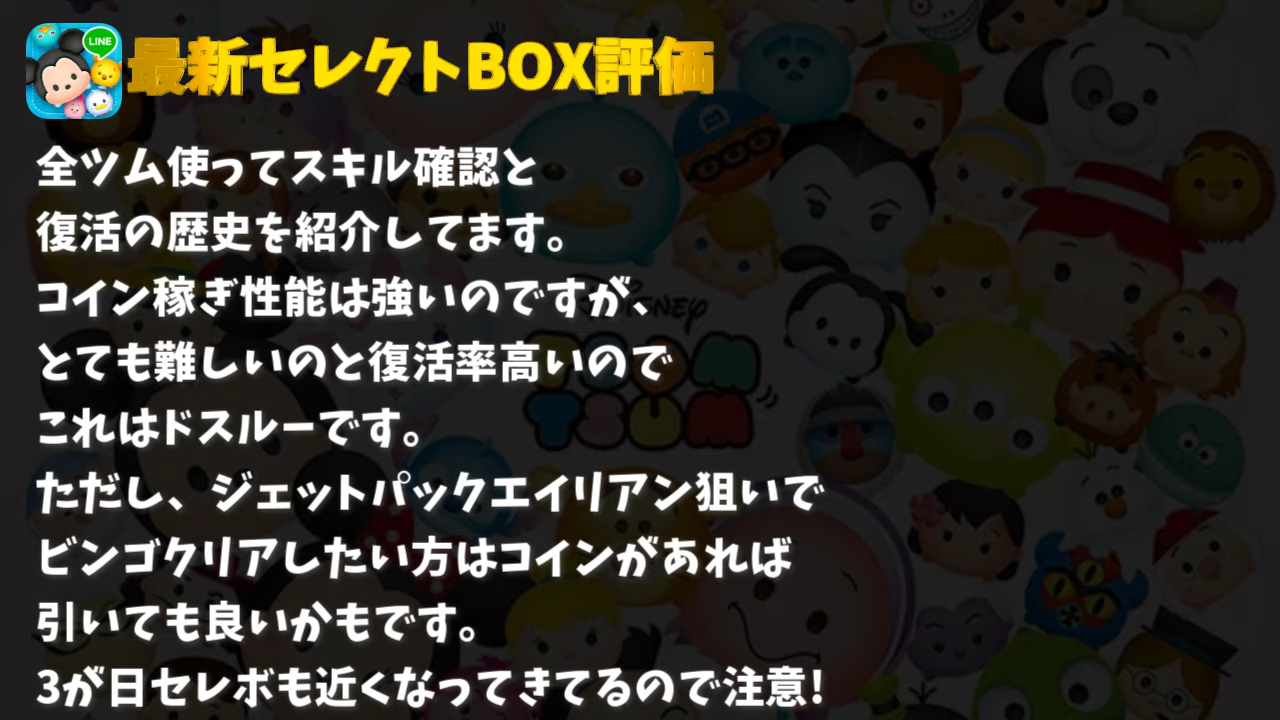 LINE
最新セレクトBOX評価
全ツム使ってスキル確認と
復活の歴史を紹介してます。
コイン稼ぎ性能は強いのですが、
とても難しいのと復活率高いので
これはドスルーです。
ただし、ジェットパックエイリアン狙いで
ビンゴクリアしたい方はコインがあれば
引いても良いかもです。
3が日セレボも近くなってきてるので注意!
DISNEY
TSUM
TSUM